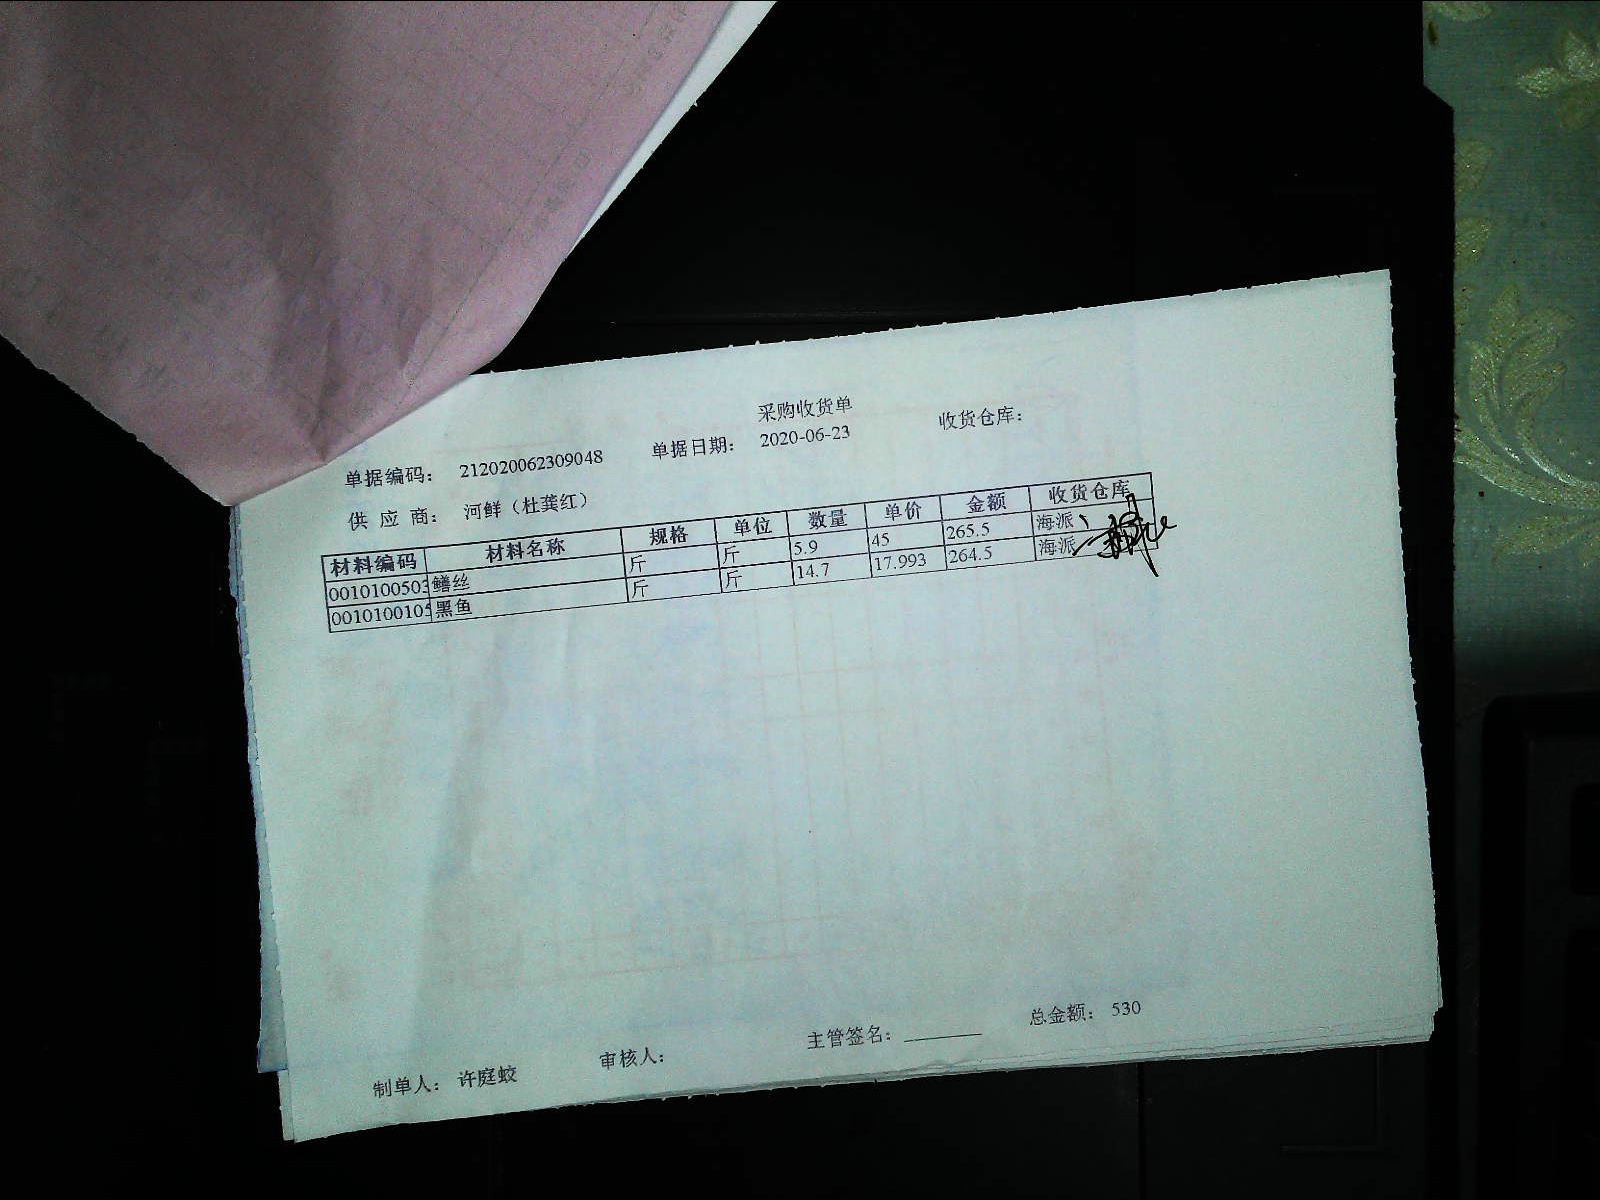 采购收货单
单据编码： 212020062309048 单据日期： 2020-06-23 收货仓库：
供 应 商： 河鲜（杜龚红）
材料编码 材料名称 规格 单位 数量 单价 金额 收货仓库
0010100503 鳝丝 斤 斤 5.9 45 265.5 海派
0010100105 黑鱼 斤 斤 14.7 17.993 264.5 海派
制单人： 许庭蛟 审核人： 主管签名： 总金额： 530